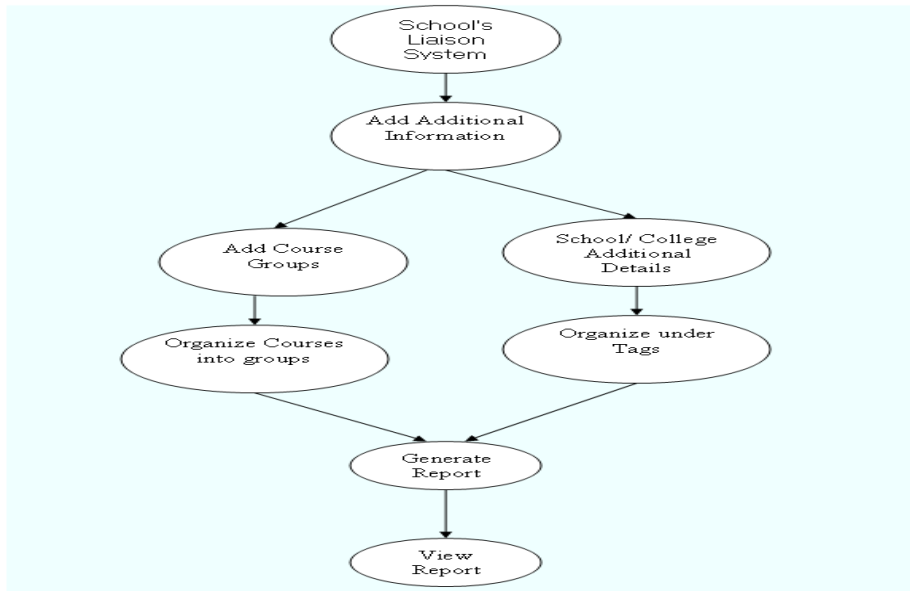 School's
Liaison
System
Add Additional
Information
Add Course
Groups
School/ College
Additional
Details
Organize Courses
into groups
Organize under
Tags
Generate
Report
View
Report